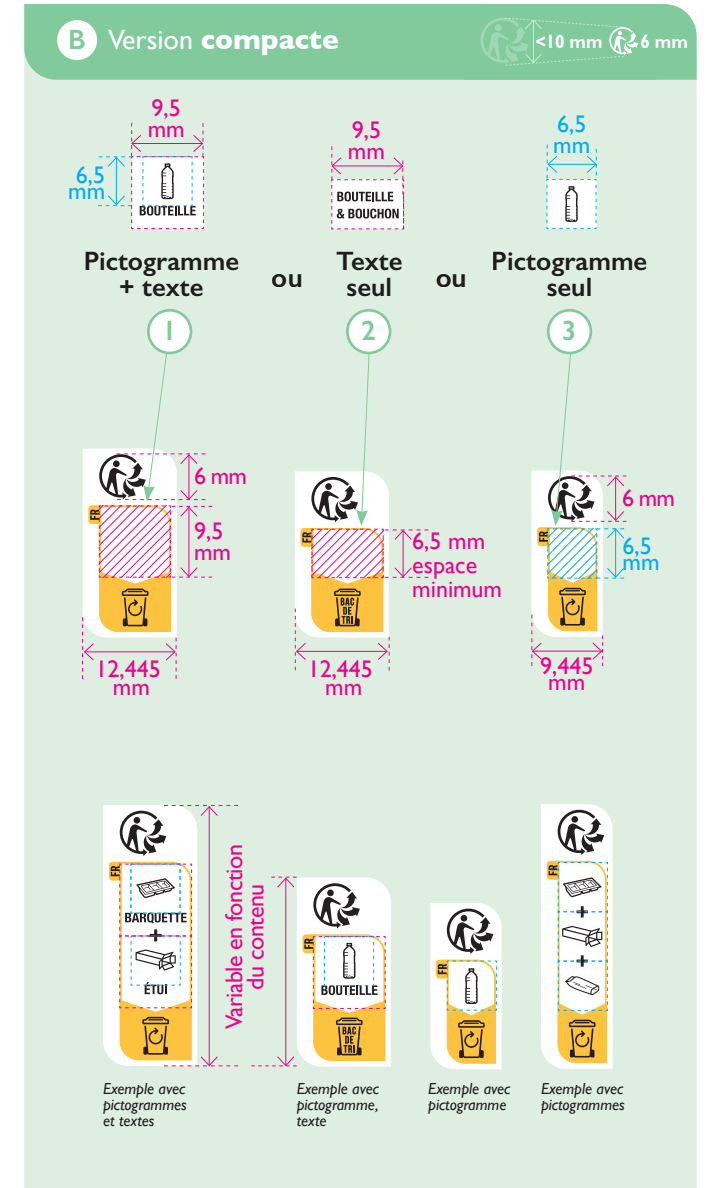 B Version compacte
<10 mm 6 mm
9,5
mm
6,5
mm
BOUTEILLE
9,5
mm
BOUTEILLE
& BOUCHON
6,5
mm
Pictogramme
+ texte
ou
Texte
seul
ou
Pictogramme
seul
1
2
3
6 mm
FR
9,5
mm
12,445
mm
FR
6,5 mm
espace
minimum
BAC
DE
TRI
12,445
mm
6 mm
FR
6,5
mm
9,445
mm
FR
BARQUETTE
+
ÉTUI
Variable en fonction
du contenu
FR
BOUTEILLE
BAC
DE
TRI
FR
FR
+
+
Exemple avec
pictogrammes
et textes
Exemple avec
pictogramme,
texte
Exemple avec
pictogramme
Exemple avec
pictogrammes